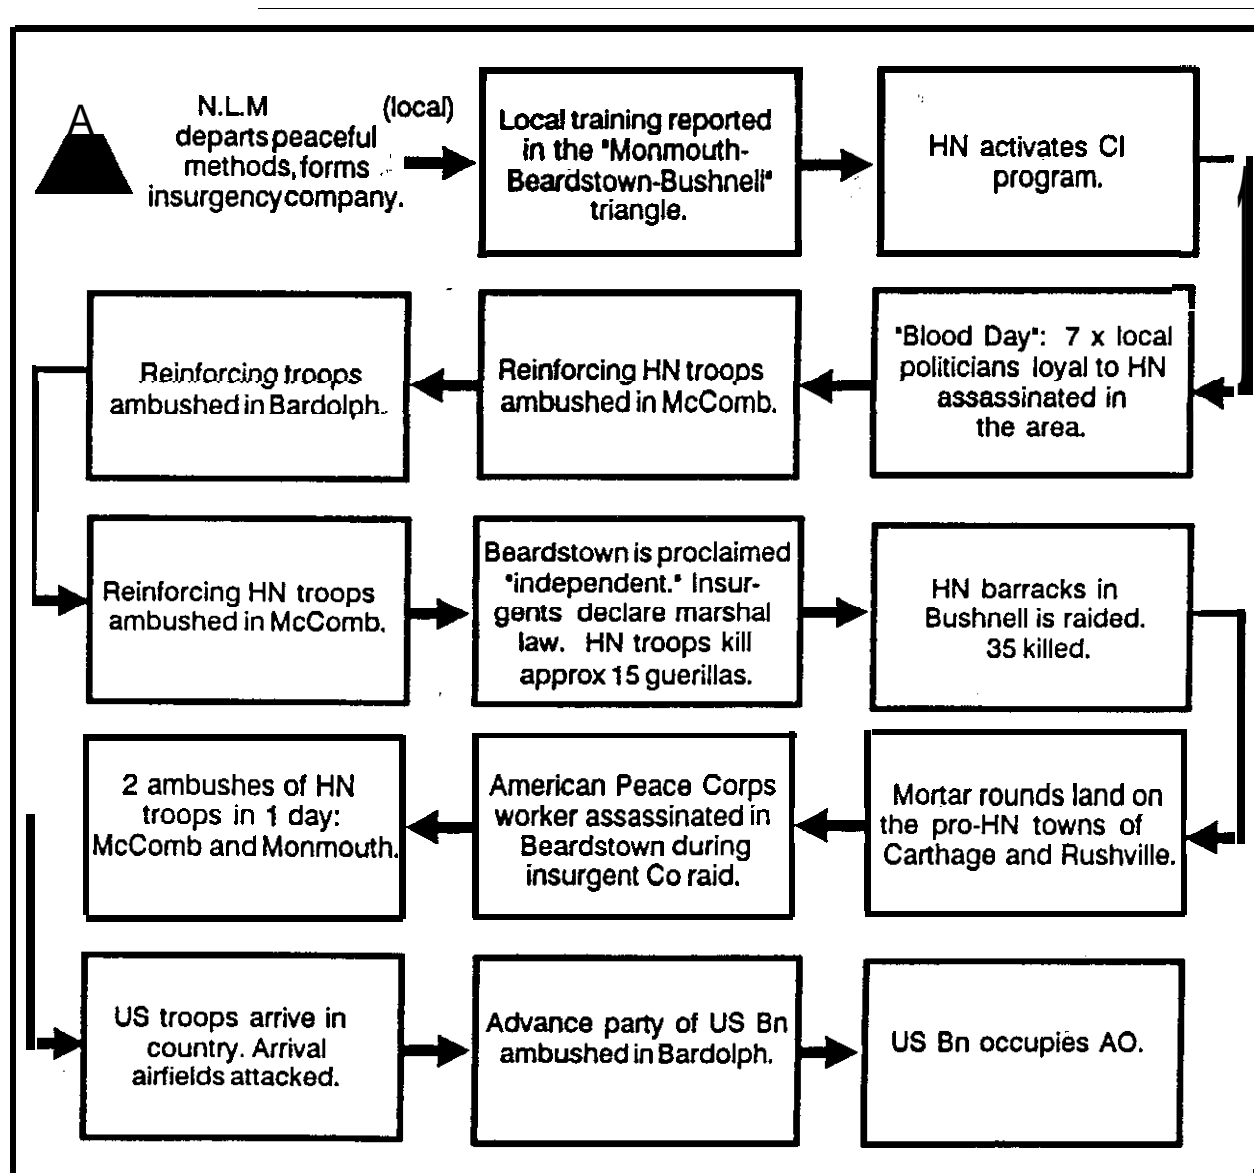 A
N.L.M (local)
departs peaceful
methods, forms
insurgency company.
Local training reported
in the "Monmouth-
Beardstown-Bushnell"
triangle.
HN activates CI
program.
"Blood Day": 7 x local
politicians loyal to HN
assassinated in
the area.
Reinforcing HN troops
ambushed in McComb.
Reinforcing troops
ambushed in Bardolph.
Reinforcing HN troops
ambushed in McComb.
Beardstown is proclaimed
"independent." Insur-
gents declare marshal
law. HN troops kill
approx 15 guerillas.
HN barracks in
Bushnell is raided.
35 killed.
Mortar rounds land on
the pro-HN towns of
Carthage and Rushville.
American Peace Corps
worker assassinated in
Beardstown during
insurgent Co raid.
2 ambushes of HN
troops in 1 day:
McComb and Monmouth.
US troops arrive in
country. Arrival
airfields attacked.
Advance party of US Bn
ambushed in Bardolph.
US Bn occupies AO.